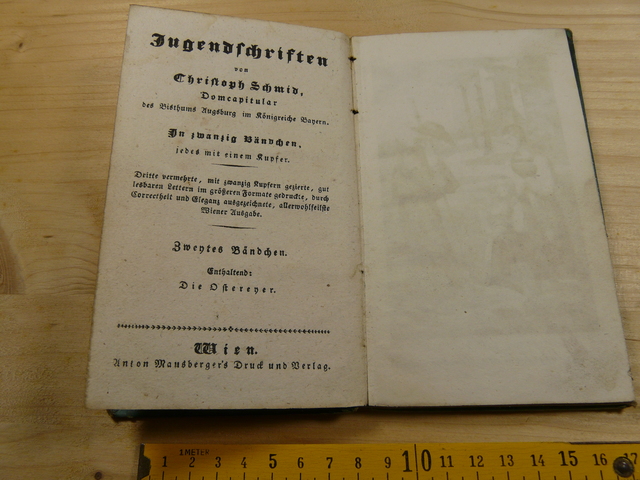 Jugendschriften
von
Christoph Schmid,
Domcapitular
des Bisthums Augsburg im Königreiche Bayern.
In zwanzig Bändchen,
jedes mit einem Kupfer.
Dritte vermehrte, mit zwanzig Kupfern gezierte, gut
lesbaren Lettern im größeren Formate gedruckte, durch
Correctheit und Eleganz ausgezeichnete, allerwohlfeilste
Wiener Ausgabe.
Zweytes Bändchen.
Enthaltend:
Die Ostereyer.
Wien.
Anton Mausberger's Druck und Verlag.
1 METER
1 2 3 4 5 6 7 8 9 10 11 12 13 14 15 16 17